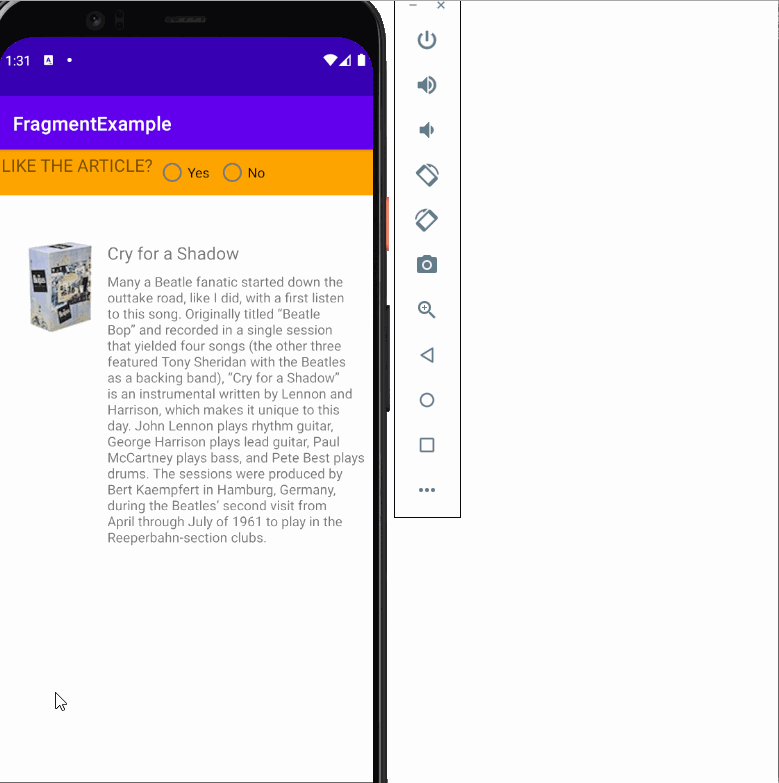 1:31
FragmentExample
LIKE THE ARTICLE? Yes No
Cry for a Shadow
Many a Beatle fanatic started down the
outtake road, like I did, with a first listen
to this song. Originally titled “Beatle
Bop” and recorded in a single session
that yielded four songs (the other three
featured Tony Sheridan with the Beatles
as a backing band), “Cry for a Shadow”
is an instrumental written by Lennon and
Harrison, which makes it unique to this
day. John Lennon plays rhythm guitar,
George Harrison plays lead guitar, Paul
McCartney plays bass, and Pete Best plays
drums. The sessions were produced by
Bert Kaempfert in Hamburg, Germany,
during the Beatles’ second visit from
April through July of 1961 to play in the
Reeperbahn-section clubs.